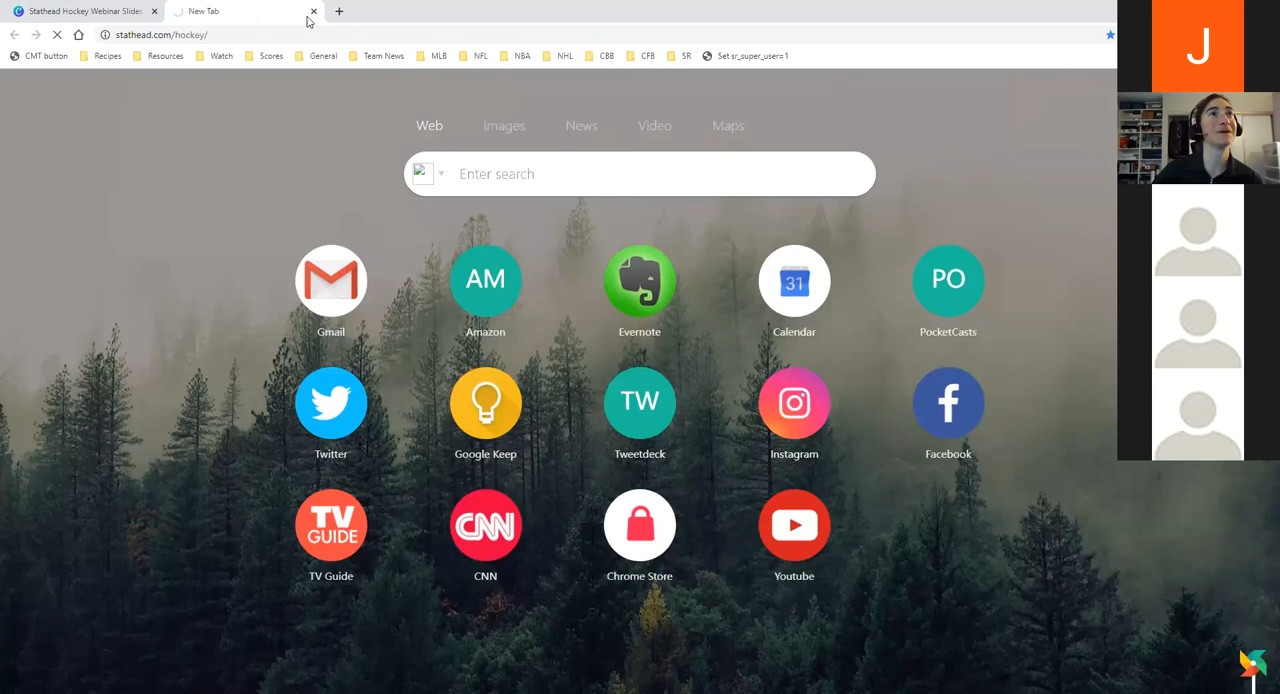 Stathead Hockey Webinar Slides
New Tab
stathead.com/hockey/
CMT button Recipes Resources Watch Scores General Team News MLB NFL NBA NHL CBB CFB SR Set sr_super_user=1
J
Web Images News Video Maps
Enter search
AM 31 PO
Gmail Amazon Evernote Calendar PocketCasts
TW
Twitter Google Keep Tweetdeck Instagram Facebook
TV
GUIDE
CNN
TV Guide CNN Chrome Store Youtube